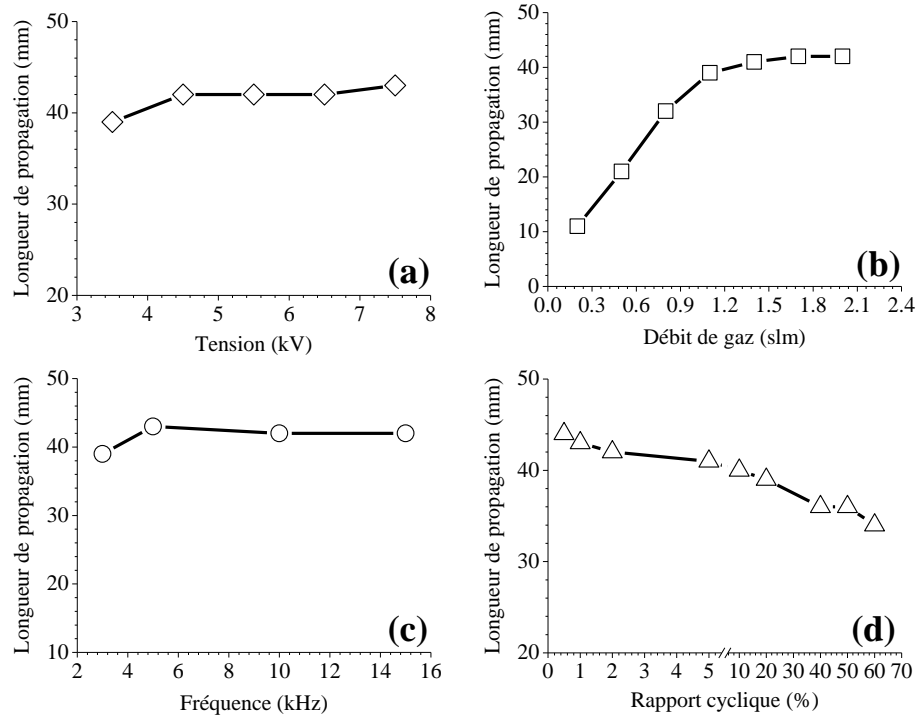 50
40
30
20
3 4 5 6 7 8
Longueur de propagation (mm)
Tension (kV)
(a)
50
40
30
20
10
0
0.0 0.3 0.6 0.9 1.2 1.5 1.8 2.1 2.4
Longueur de propagation (mm)
Débit de gaz (slm)
(b)
50
40
30
20
10
0 2 4 6 8 10 12 14 16
Longueur de propagation (mm)
Fréquence (kHz)
(c)
50
40
30
20
0 1 2 3 4 5 10 20 30 40 50 60 70
Longueur de propagation (mm)
Rapport cyclique (%)
(d)